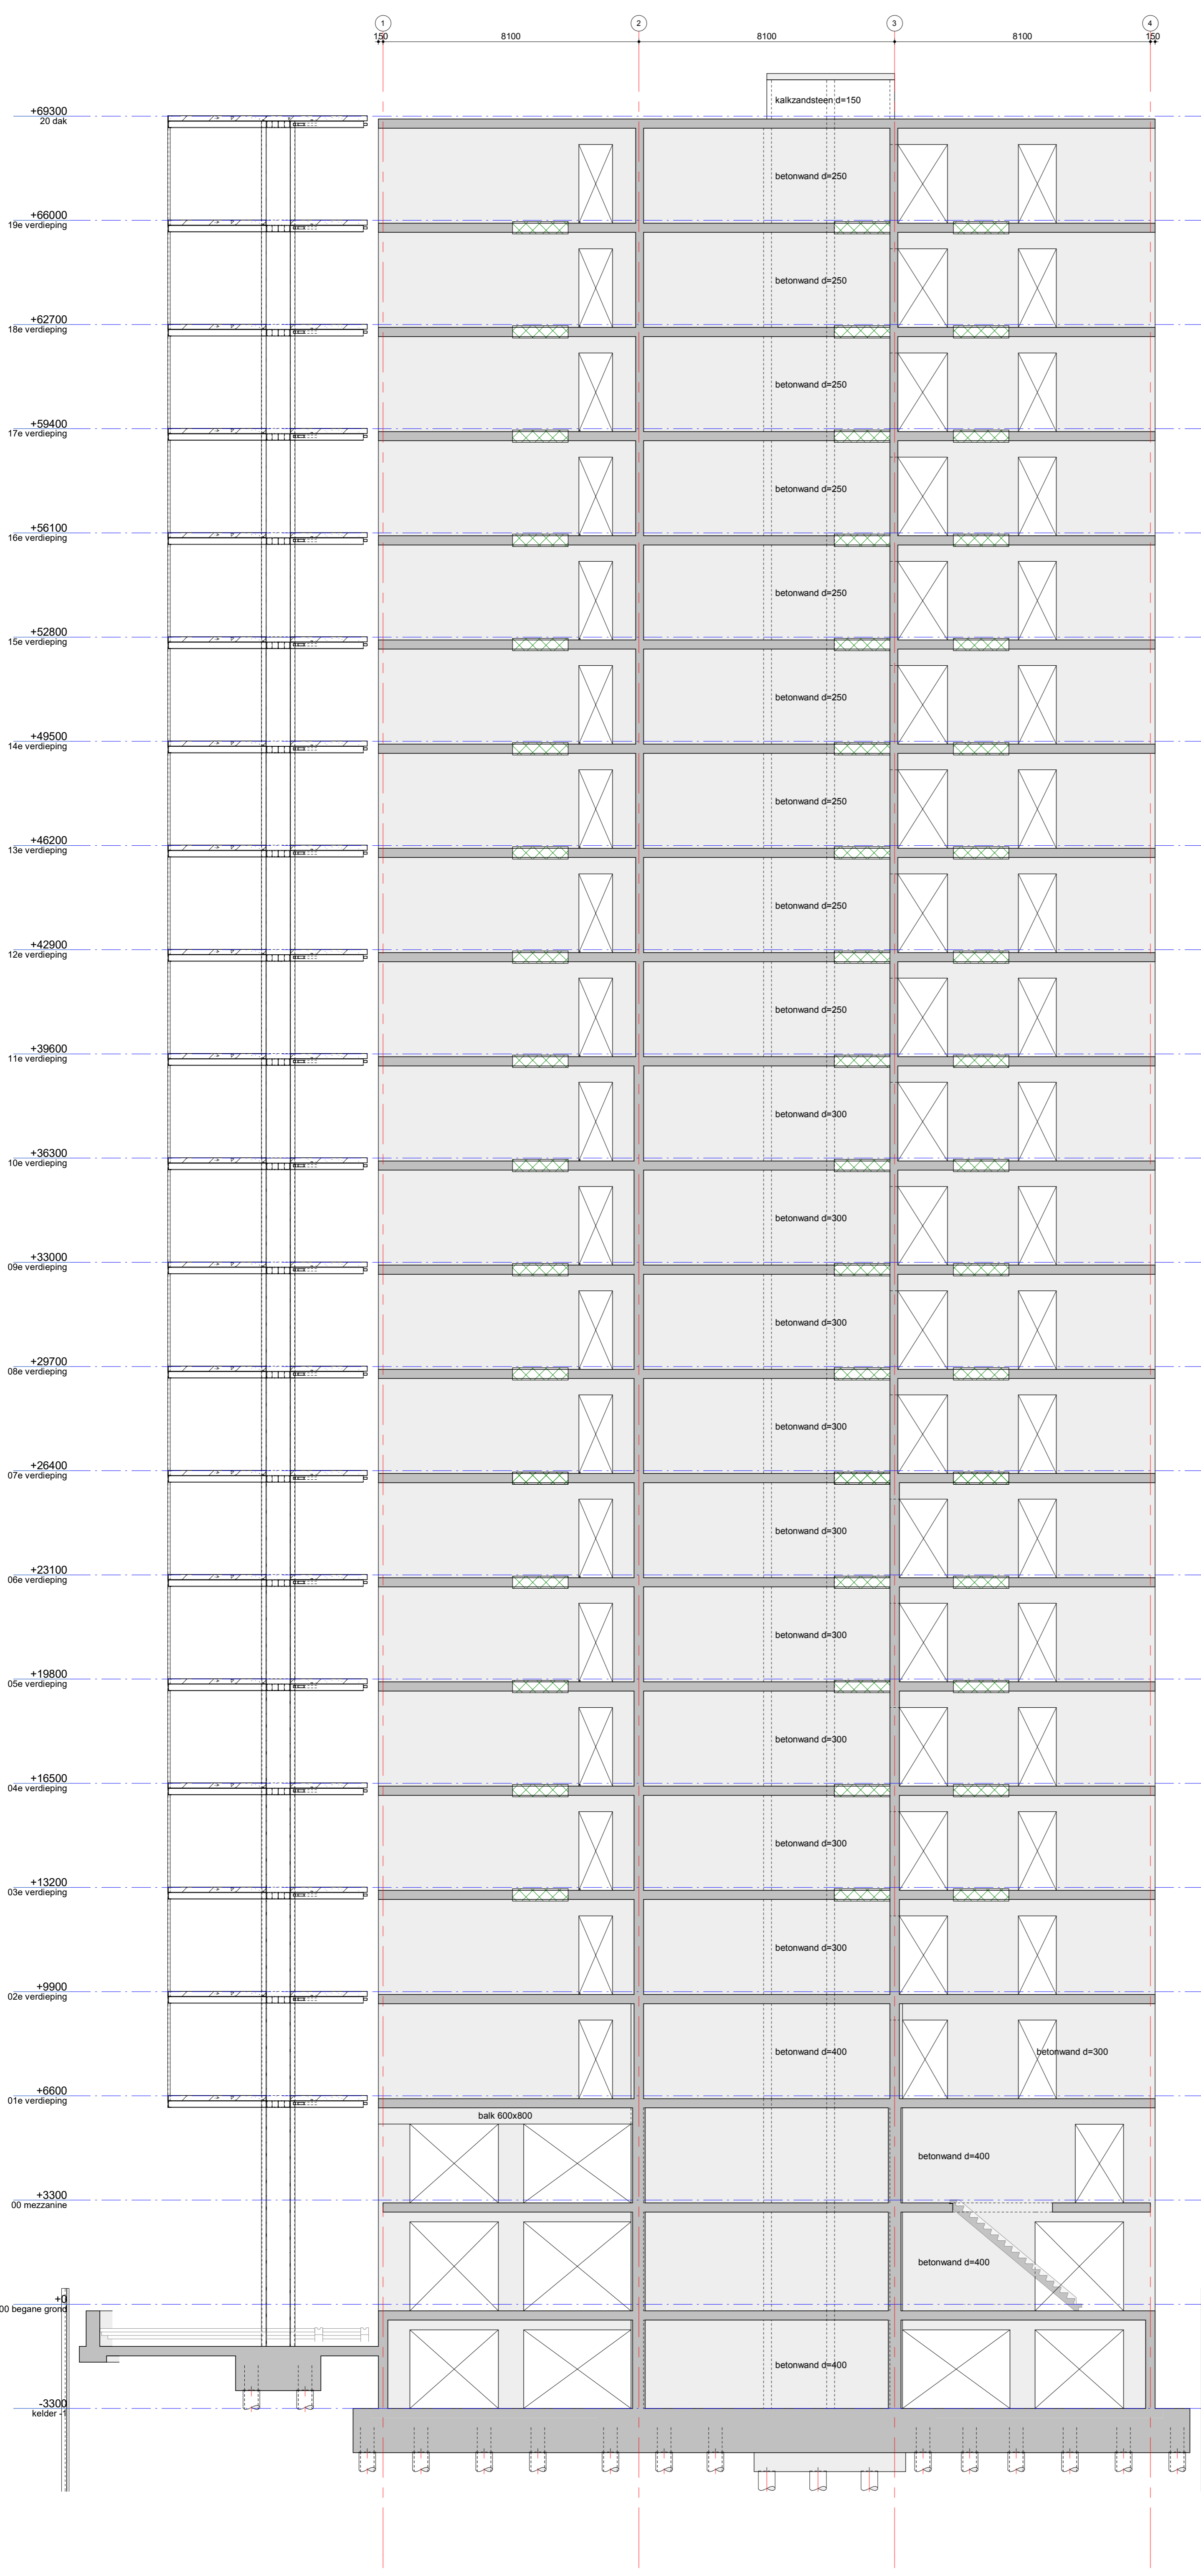 1 2 3 4
150 8100 8100 8100 150
kalkzandsteen d=150
+69300
20 dak
betonwand d=250
+66000
19e verdieping
betonwand d=250
+62700
18e verdieping
betonwand d=250
+59400
17e verdieping
betonwand d=250
+56100
16e verdieping
betonwand d=250
+52800
15e verdieping
betonwand d=250
+49500
14e verdieping
betonwand d=250
+46200
13e verdieping
betonwand d=250
+42900
12e verdieping
betonwand d=250
+39600
11e verdieping
betonwand d=300
+36300
10e verdieping
betonwand d=300
+33000
09e verdieping
betonwand d=300
+29700
08e verdieping
betonwand d=300
+26400
07e verdieping
betonwand d=300
+23100
06e verdieping
betonwand d=300
+19800
05e verdieping
betonwand d=300
+16500
04e verdieping
betonwand d=300
+13200
03e verdieping
betonwand d=300
+9900
02e verdieping
betonwand d=400 betonwand d=300
+6600
01e verdieping
balk 600x800
betonwand d=400
+3300
00 mezzanine
betonwand d=400
+0
00 begane grond
betonwand d=400
-3300
kelder -1